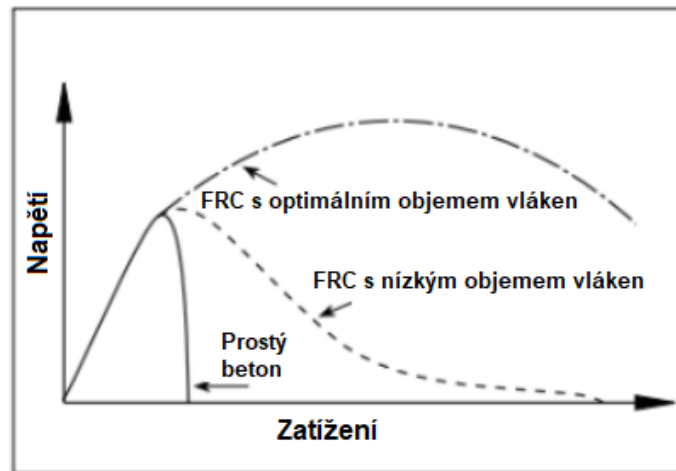 Napětí
FRC s optimálním objemem vláken
FRC s nízkým objemem vláken
Prostý
beton
Zatížení